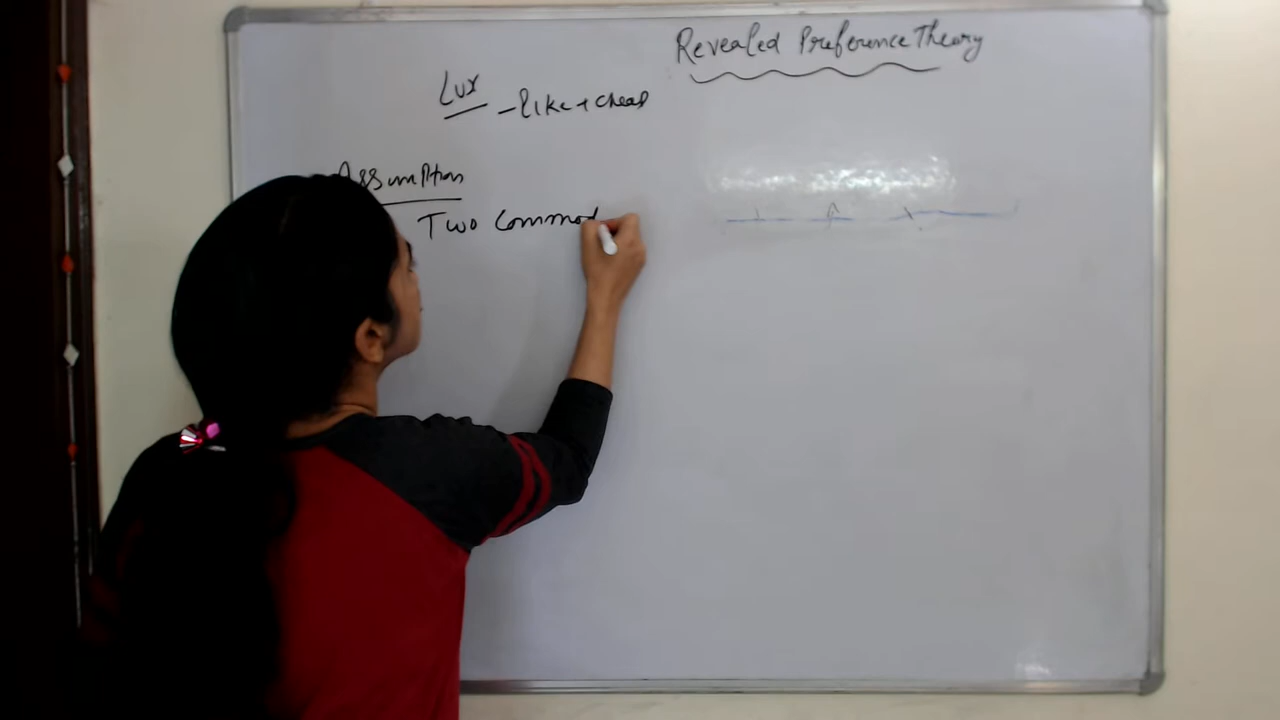 Revealed Preference Theory
Lux
- like + cheap
Assumption
Two Commod